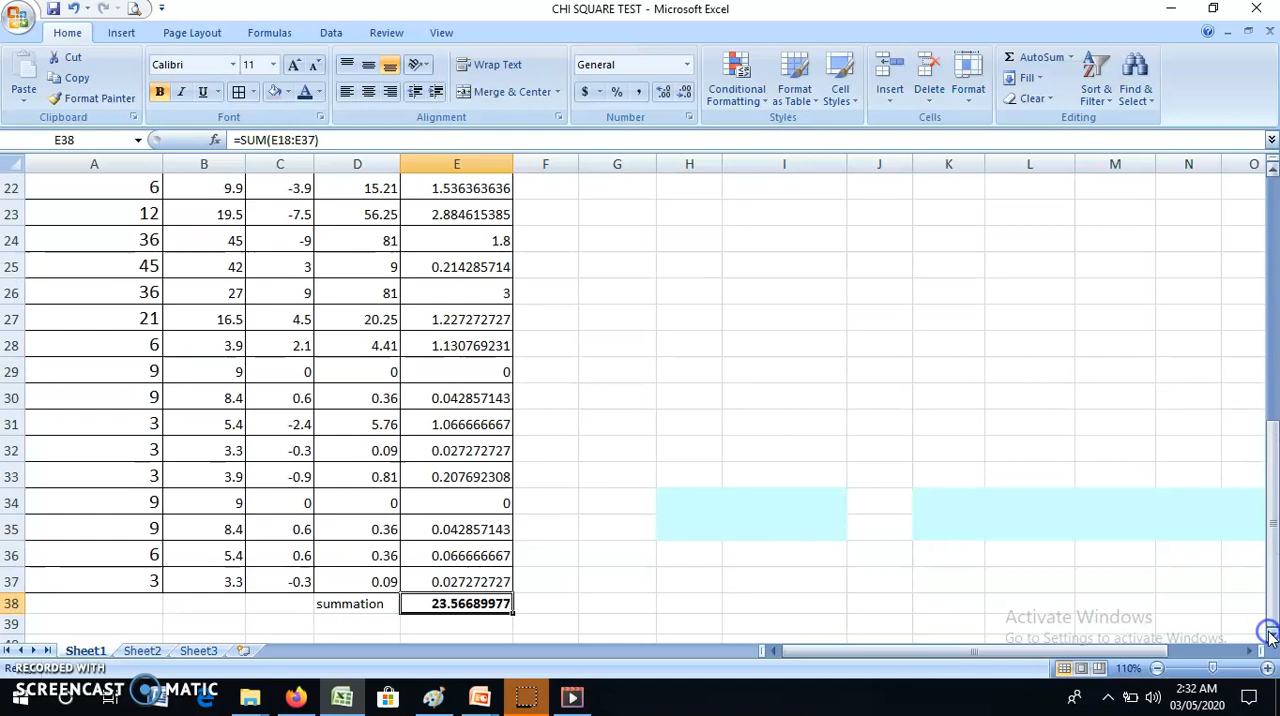 CHI SQUARE TEST - Microsoft Excel
Home Insert Page Layout Formulas Data Review View
Paste Cut Copy Format Painter Clipboard
Calibri 11 A A B I U A Font
Wrap Text Merge & Center Alignment
General $ % , Number
Conditional Formatting Format as Table Cell Styles Styles
Insert Delete Format Cells
AutoSum Fill Clear Sort & Filter Find & Select Editing
E38 fx =SUM(E18:E37)
A B C D E F G H I J K L M N O
22 6 9.9 -3.9 15.21 1.536363636
23 12 19.5 -7.5 56.25 2.884615385
24 36 45 -9 81 1.8
25 45 42 3 9 0.214285714
26 36 27 9 81 3
27 21 16.5 4.5 20.25 1.227272727
28 6 3.9 2.1 4.41 1.130769231
29 9 9 0 0 0
30 9 8.4 0.6 0.36 0.042857143
31 3 5.4 -2.4 5.76 1.066666667
32 3 3.3 -0.3 0.09 0.027272727
33 3 3.9 -0.9 0.81 0.207692308
34 9 9 0 0 0
35 9 8.4 0.6 0.36 0.042857143
36 6 5.4 0.6 0.36 0.066666667
37 3 3.3 -0.3 0.09 0.027272727
38 summation 23.56689977
39
Activate Windows
Go to Settings to activate Windows.
Sheet1 Sheet2 Sheet3
110%
RECORDED WITH
SCREENCAST MATIC
2:32 AM
03/05/2020